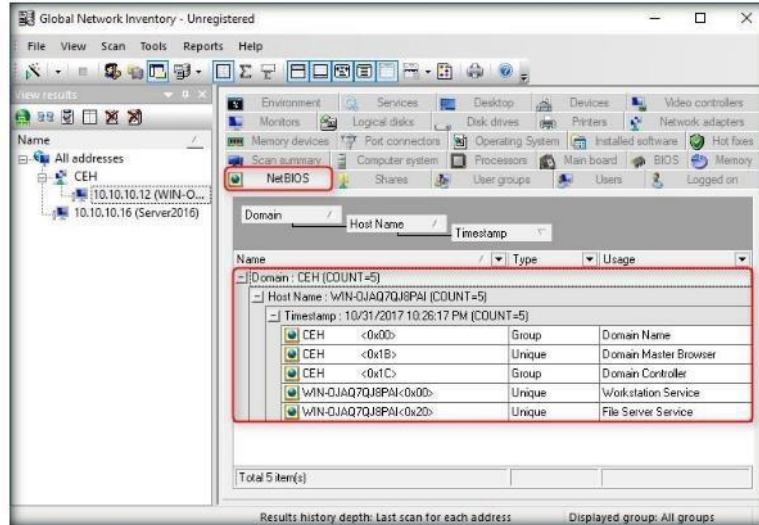 Global Network Inventory - Unregistered
File View Scan Tools Reports Help
View results
Name
All addresses
CEH
10.10.10.12 (WIN-O...
10.10.10.16 (Server2016)
Environment Services Desktop Devices Video controllers
Monitors Logical disks Disk drives Printers Network adapters
Memory devices Port connectors Operating System Installed software Hot fixes
Scan summary Computer system Processors Main board BIOS Memory
NetBIOS Shares User groups Users Logged on
Domain
Host Name
Timestamp
Name Type Usage
Domain : CEH (COUNT=5)
Host Name : WIN-OJAQ7QJ8PAI (COUNT=5)
Timestamp : 10/31/2017 10:26:17 PM (COUNT=5)
CEH <0x00> Group Domain Name
CEH <0x1B> Unique Domain Master Browser
CEH <0x1C> Group Domain Controller
WIN-OJAQ7QJ8PAI<0x00> Unique Workstation Service
WIN-OJAQ7QJ8PAI<0x20> Unique File Server Service
Total 5 item(s)
Results history depth: Last scan for each address Displayed group: All groups